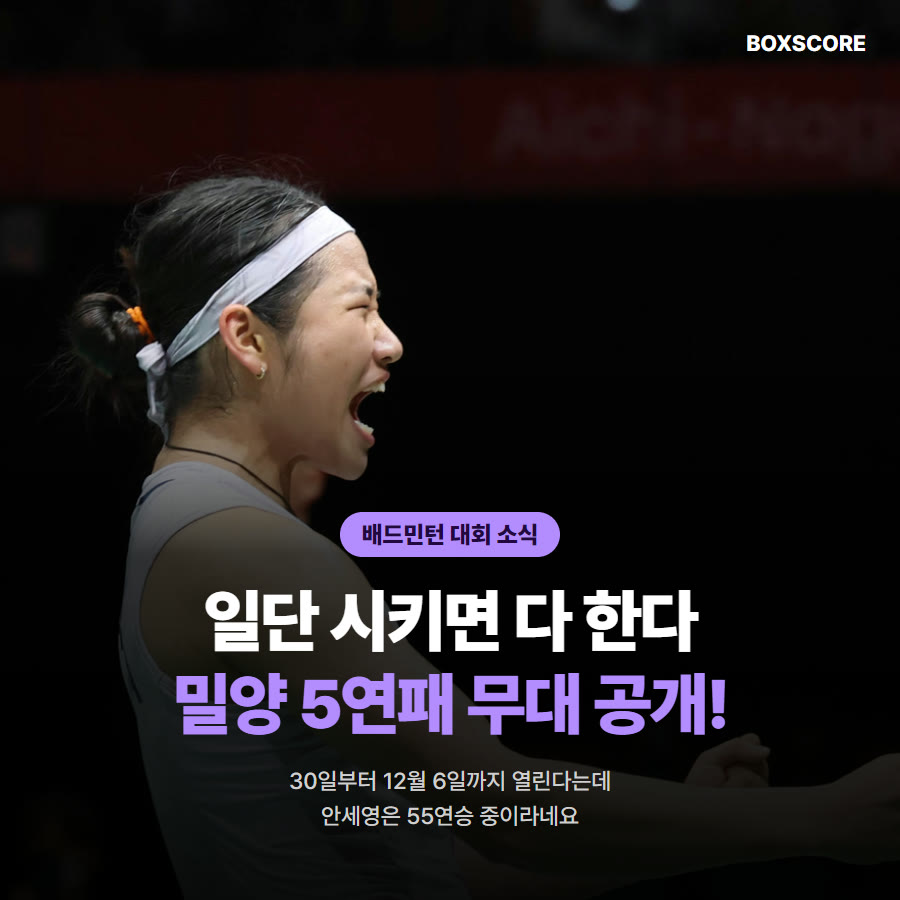 BOXSCORE
Aichi-Nag
배드민턴 대회 소식
일단 시키면 다 한다
밀양 5연패 무대 공개!
30일부터 12월 6일까지 열린다는데
안세영은 55연승 중이라네요